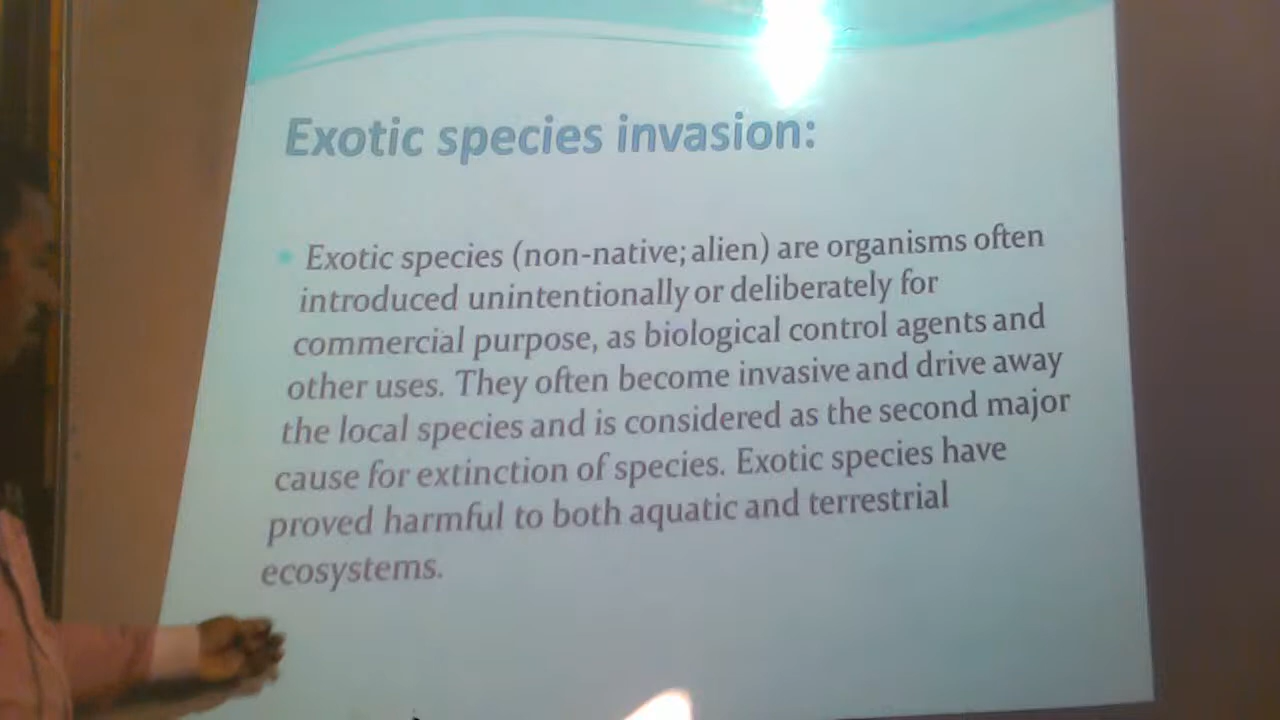 Exotic species invasion:
Exotic species (non-native; alien) are organisms often
introduced unintentionally or deliberately for
commercial purpose, as biological control agents and
other uses. They often become invasive and drive away
the local species and is considered as the second major
cause for extinction of species. Exotic species have
proved harmful to both aquatic and terrestrial
ecosystems.